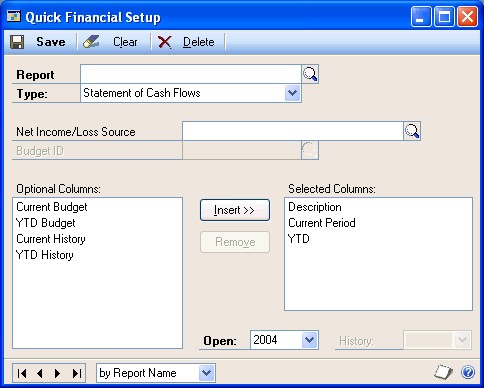 Quick Financial Setup
Save Clear Delete
Report
Type: Statement of Cash Flows
Net Income/Loss Source
Budget ID
Optional Columns: Selected Columns:
Current Budget
YTD Budget
Current History
YTD History
Insert >>
Remove
Description
Current Period
YTD
Open: 2004 History:
by Report Name